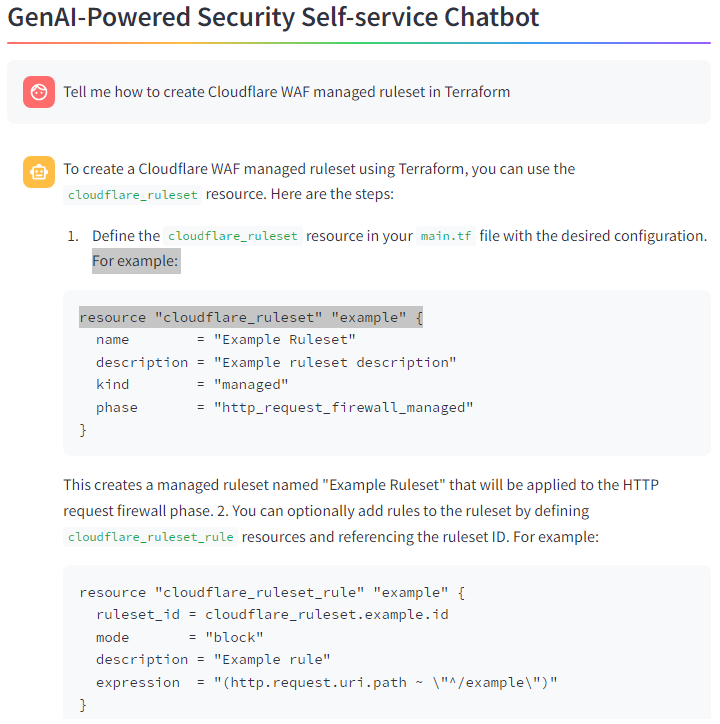 GenAI-Powered Security Self-service Chatbot
Tell me how to create Cloudflare WAF managed ruleset in Terraform
To create a Cloudflare WAF managed ruleset using Terraform, you can use the
cloudflare_ruleset resource. Here are the steps:
1. Define the cloudflare_ruleset resource in your main.tf file with the desired configuration.
For example:
resource "cloudflare_ruleset" "example" {
  name        = "Example Ruleset"
  description = "Example ruleset description"
  kind        = "managed"
  phase       = "http_request_firewall_managed"
}
This creates a managed ruleset named "Example Ruleset" that will be applied to the HTTP
request firewall phase. 2. You can optionally add rules to the ruleset by defining
cloudflare_ruleset_rule resources and referencing the ruleset ID. For example:
resource "cloudflare_ruleset_rule" "example" {
  ruleset_id = cloudflare_ruleset.example.id
  mode       = "block"
  description = "Example rule"
  expression  = "(http.request.uri.path ~ \"^/example\")"
}